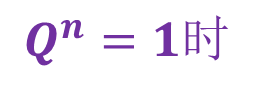 Qⁿ = 1时